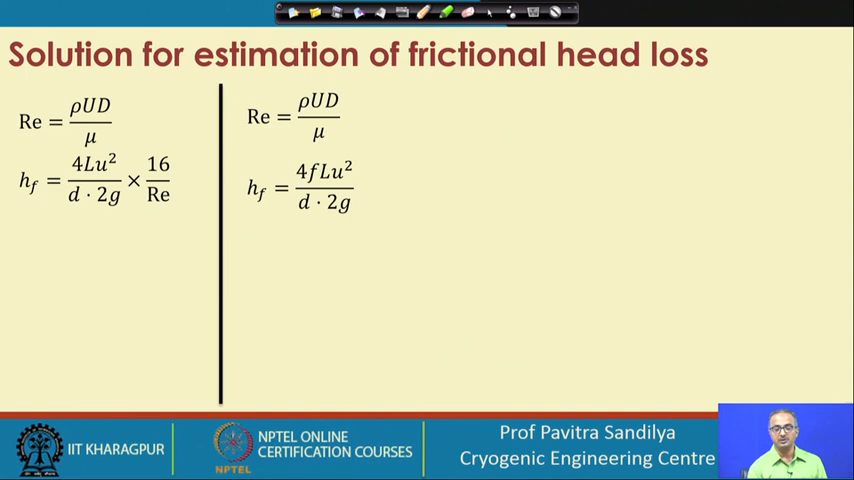 Solution for estimation of frictional head loss
Re = ρUD/μ
h_f = 4Lu²/(d · 2g) × 16/Re
Re = ρUD/μ
h_f = 4fLu²/(d · 2g)
IIT KHARAGPUR
NPTEL
NPTEL ONLINE
CERTIFICATION COURSES
Prof Pavitra Sandilya
Cryogenic Engineering Centre